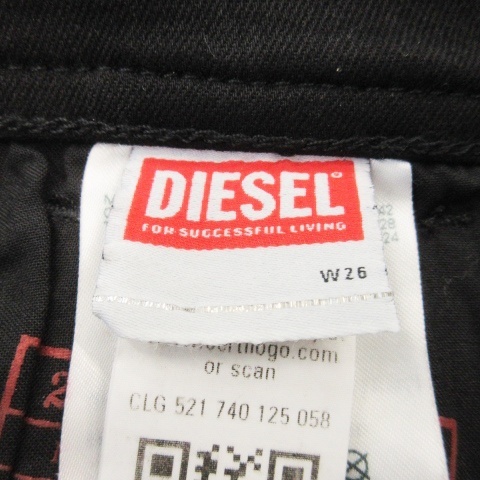 DIESEL
FOR SUCCESSFUL LIVING
W26
or scan
CLG 521 740 125 058